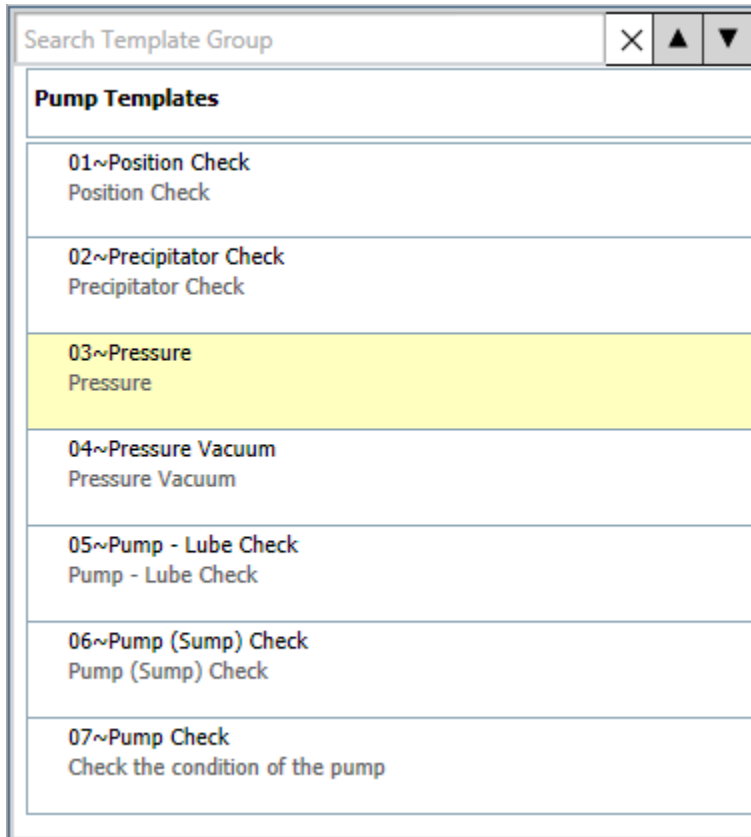 Search Template Group
Pump Templates
01~Position Check
Position Check
02~Precipitator Check
Precipitator Check
03~Pressure
Pressure
04~Pressure Vacuum
Pressure Vacuum
05~Pump - Lube Check
Pump - Lube Check
06~Pump (Sump) Check
Pump (Sump) Check
07~Pump Check
Check the condition of the pump